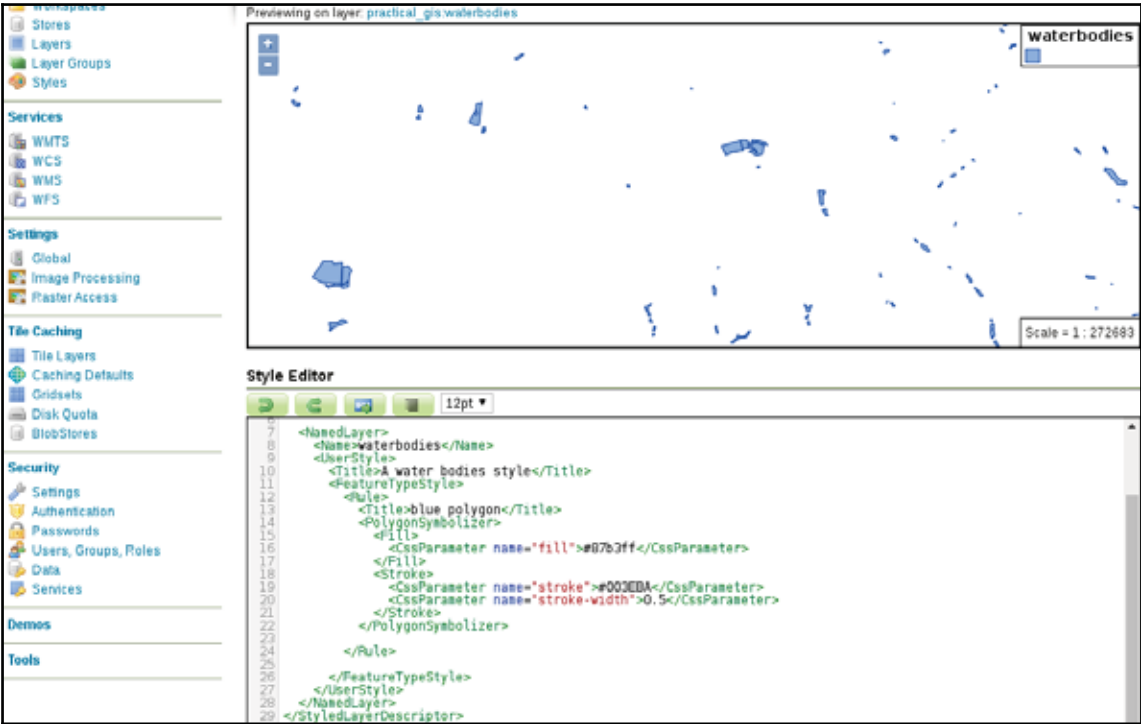 Workspaces
Stores
Layers
Layer Groups
Styles
Services
WMTS
WCS
WMS
WFS
Settings
Global
Image Processing
Raster Access
Tile Caching
Tile Layers
Caching Defaults
Gridsets
Disk Quota
BlobStores
Security
Settings
Authentication
Passwords
Users, Groups, Roles
Data
Services
Demos
Tools
Previewing on layer: practical_gis:waterbodies
+
-
waterbodies
Scale = 1 : 272683
Style Editor
12pt ▼
6
7 <NamedLayer>
8 <Name>waterbodies</Name>
9 <UserStyle>
10 <Title>A water bodies style</Title>
11 <FeatureTypeStyle>
12 <Rule>
13 <Title>blue polygon</Title>
14 <PolygonSymbolizer>
15 <Fill>
16 <CssParameter name="fill">#87b3ff</CssParameter>
17 </Fill>
18 <Stroke>
19 <CssParameter name="stroke">#003EBA</CssParameter>
20 <CssParameter name="stroke-width">0.5</CssParameter>
21 </Stroke>
22 </PolygonSymbolizer>
23
24 </Rule>
25
26 </FeatureTypeStyle>
27 </UserStyle>
28 </NamedLayer>
29 </StyledLayerDescriptor>